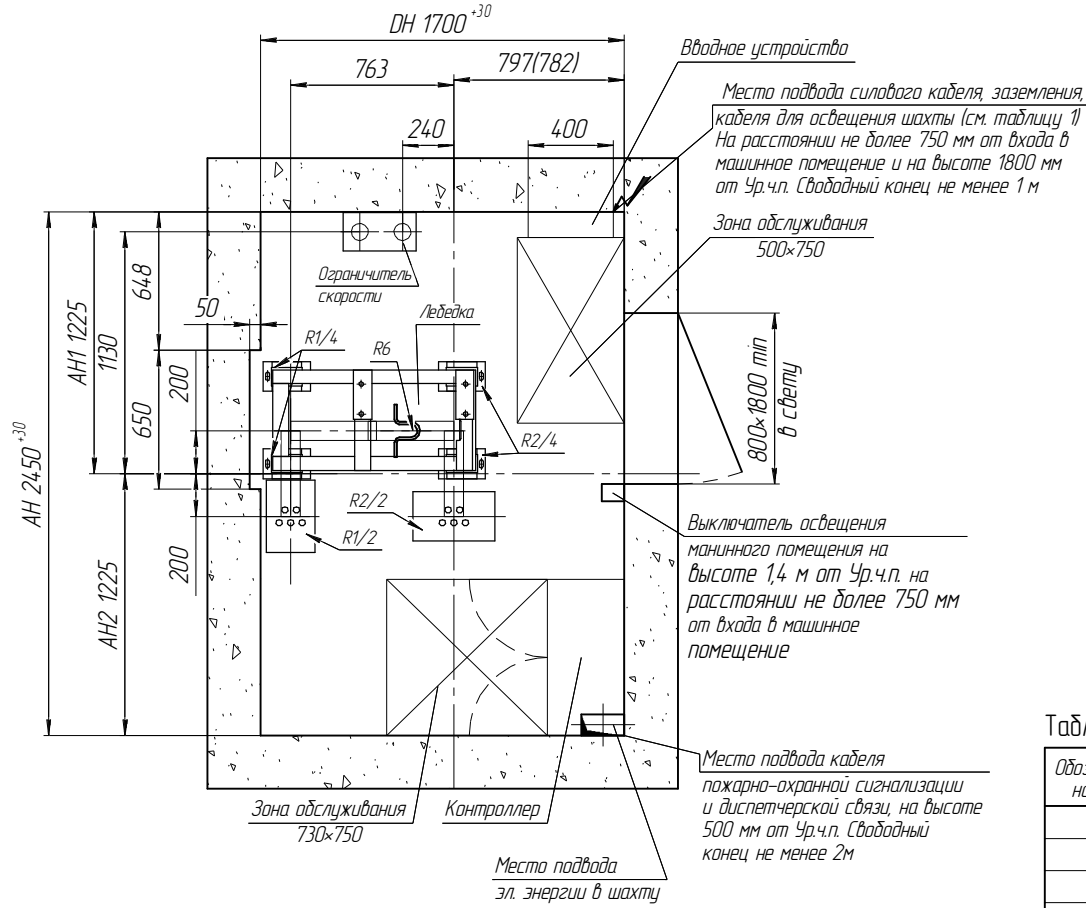 DH 1700 +30
763
797(782)
240
400
Вводное устройство
Место подвода силового кабеля, заземления,
кабеля для освещения шахты (см. таблицу 1)
На расстоянии не более 750 мм от входа в
машинное помещение и на высоте 1800 мм
от Ур.ч.п. Свободный конец не менее 1 м
Зона обслуживания
500×750
Ограничитель
скорости
Лебедка
АН 2450 +30
АН1 1225
1130
648
50
650
200
R1/4
R6
R2/4
800×1800 min
в свету
R2/2
R1/2
200
АН2 1225
Выключатель освещения
манинного помещения на
высоте 1,4 м от Ур.ч.п. на
расстоянии не более 750 мм
от входа в машинное
помещение
Место подвода кабеля
пожарно-охранной сигнализации
и диспетчерской связи, на высоте
500 мм от Ур.ч.п. Свободный
конец не менее 2м
Зона обслуживания
730×750
Контроллер
Место подвода
эл. энергии в шахту
Табл
Обоз
на